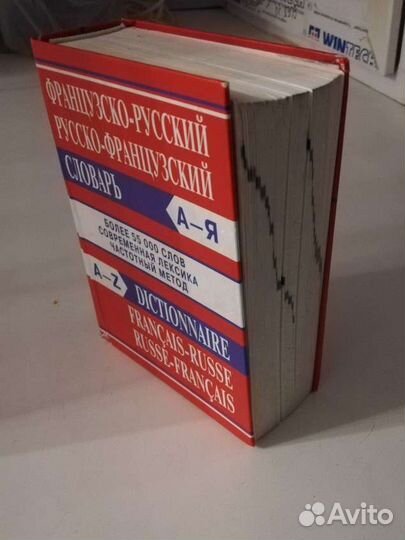 WINTEGA
ФРАНЦУЗСКО-РУССКИЙ
РУССКО-ФРАНЦУЗСКИЙ
СЛОВАРЬ
А–Я
БОЛЕЕ 55 000 СЛОВ
СОВРЕМЕННАЯ ЛЕКСИКА
ЧАСТОТНЫЙ МЕТОД
A–Z
DICTIONNAIRE
FRANÇAIS-RUSSE
RUSSE-FRANÇAIS
Avito